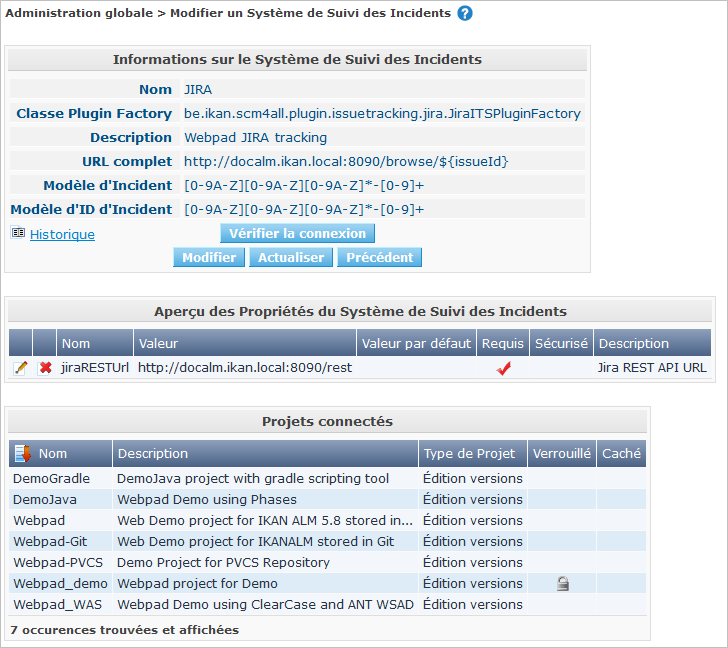 Administration globale > Modifier un Système de Suivi des Incidents ?
Informations sur le Système de Suivi des Incidents
Nom JIRA
Classe Plugin Factory be.ikan.scm4all.plugin.issuetracking.jira.JiraITSPluginFactory
Description Webpad JIRA tracking
URL complet http://docalm.ikan.local:8090/browse/${issueId}
Modèle d'Incident [0-9A-Z][0-9A-Z][0-9A-Z]*-[0-9]+
Modèle d'ID d'Incident [0-9A-Z][0-9A-Z][0-9A-Z]*-[0-9]+
Historique Vérifier la connexion
Modifier Actualiser Précédent
Aperçu des Propriétés du Système de Suivi des Incidents
Nom Valeur Valeur par défaut Requis Sécurisé Description
jiraRESTUrl http://docalm.ikan.local:8090/rest Jira REST API URL
Projets connectés
Nom Description Type de Projet Verrouillé Caché
DemoGradle DemoJava project with gradle scripting tool Édition versions
DemoJava Webpad Demo using Phases Édition versions
Webpad Web Demo project for IKAN ALM 5.8 stored in... Édition versions
Webpad-Git Web Demo project for IKANALM stored in Git Édition versions
Webpad-PVCS Demo Project for PVCS Repository Édition versions
Webpad_demo Webpad project for Demo Édition versions
Webpad_WAS Webpad Demo using ClearCase and ANT WSAD Édition versions
7 occurences trouvées et affichées